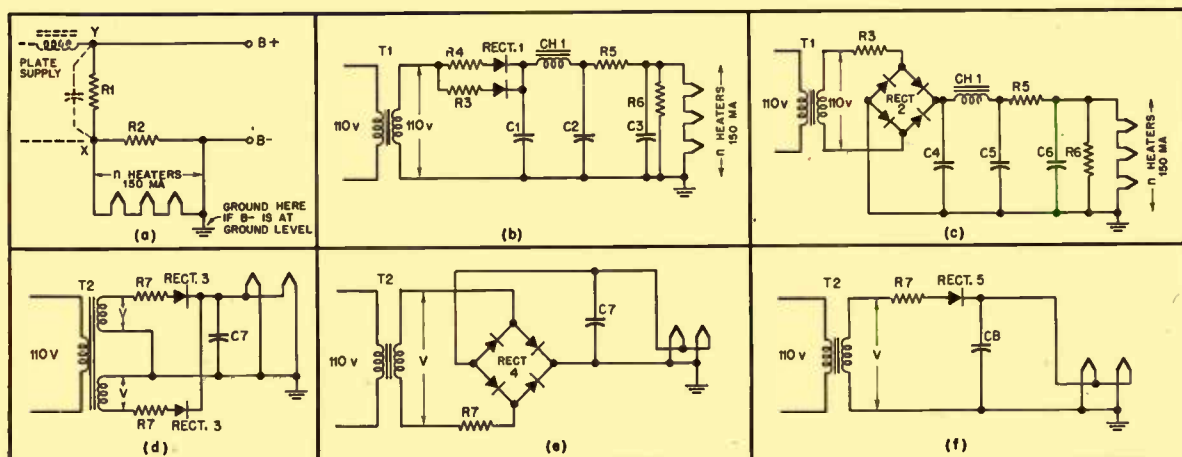 Y
B+
PLATE
SUPPLY
R1
X
R2
B-
n HEATERS
150 MA
GROUND HERE
IF B- IS AT
GROUND LEVEL
(a)
T1
R4
RECT.1
CH 1
R5
R3
110V
110V
R6
C1
C2
C3
n HEATERS
150 MA
(b)
T1
R3
CH 1
R5
RECT
2
110V
110V
C4
C5
C6
R6
n HEATERS
150 MA
(c)
T2
R7
RECT. 3
V
C7
110 V
V
R7
RECT. 3
(d)
T2
C7
110 V
V
RECT
4
R7
(e)
T2
R7
RECT. 5
110 V
V
C8
(f)